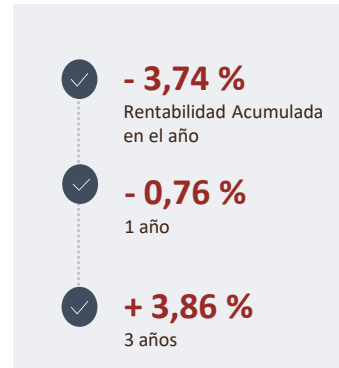 - 3,74 %
Rentabilidad Acumulada
en el año
- 0,76 %
1 año
+ 3,86 %
3 años